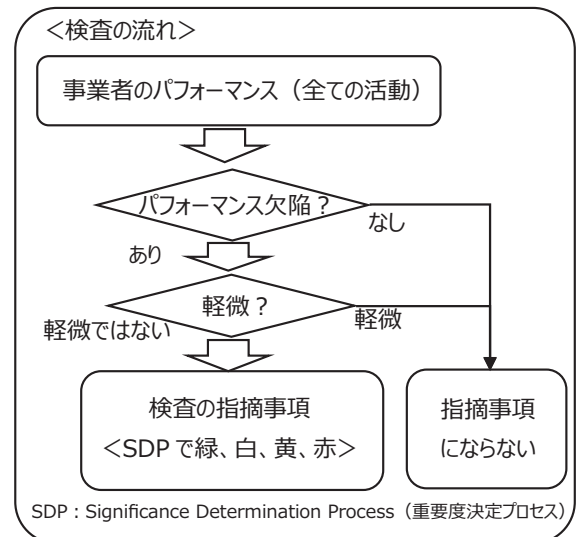 <検査の流れ>
事業者のパフォーマンス（全ての活動）
パフォーマンス欠陥？
なし
あり
軽微？
軽微ではない
軽微
検査の指摘事項
<SDPで緑、白、黄、赤>
指摘事項
にならない
SDP：Significance Determination Process（重要度決定プロセス）